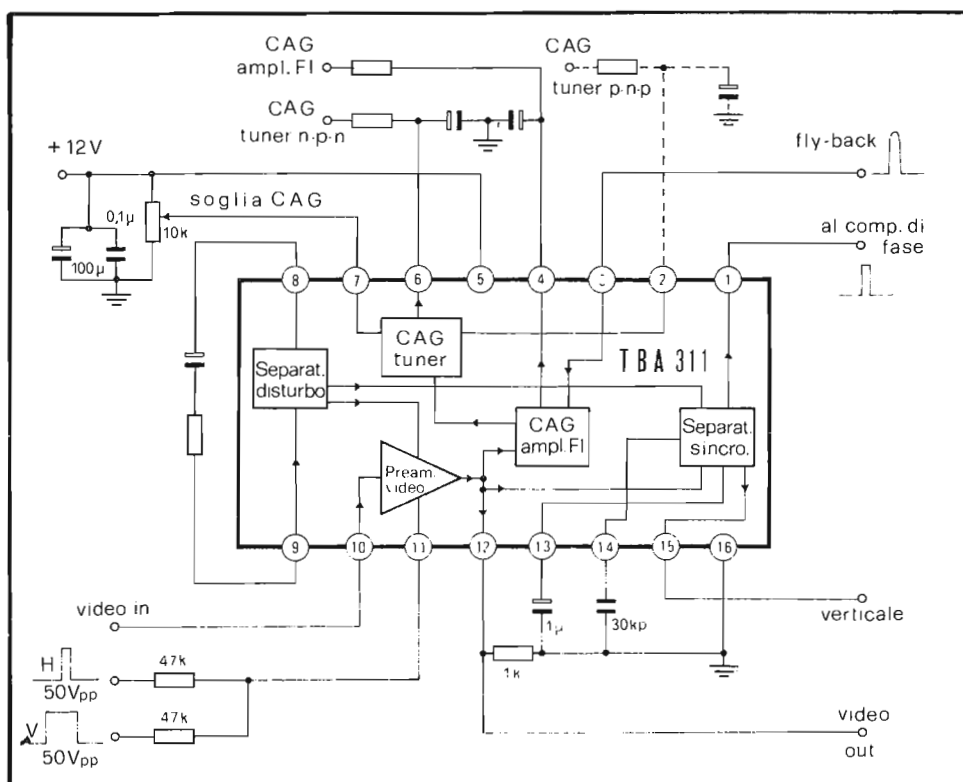 CAG
ampl. FI
CAG
tuner p-n-p
CAG
tuner n-p-n
+ 12 V
fly-back
soglia CAG
0,1µ
10k
100µ
al comp. di
fase
8
7
6
5
4
3
2
1
CAG
tuner
TBA 311
Separat.
disturbo
CAG
ampl. FI
Separat.
sincro.
Pream.
video
9
10
11
12
13
14
15
16
video in
1µ
30kp
verticale
H
47k
1k
50Vpp
V
47k
video
50Vpp
out